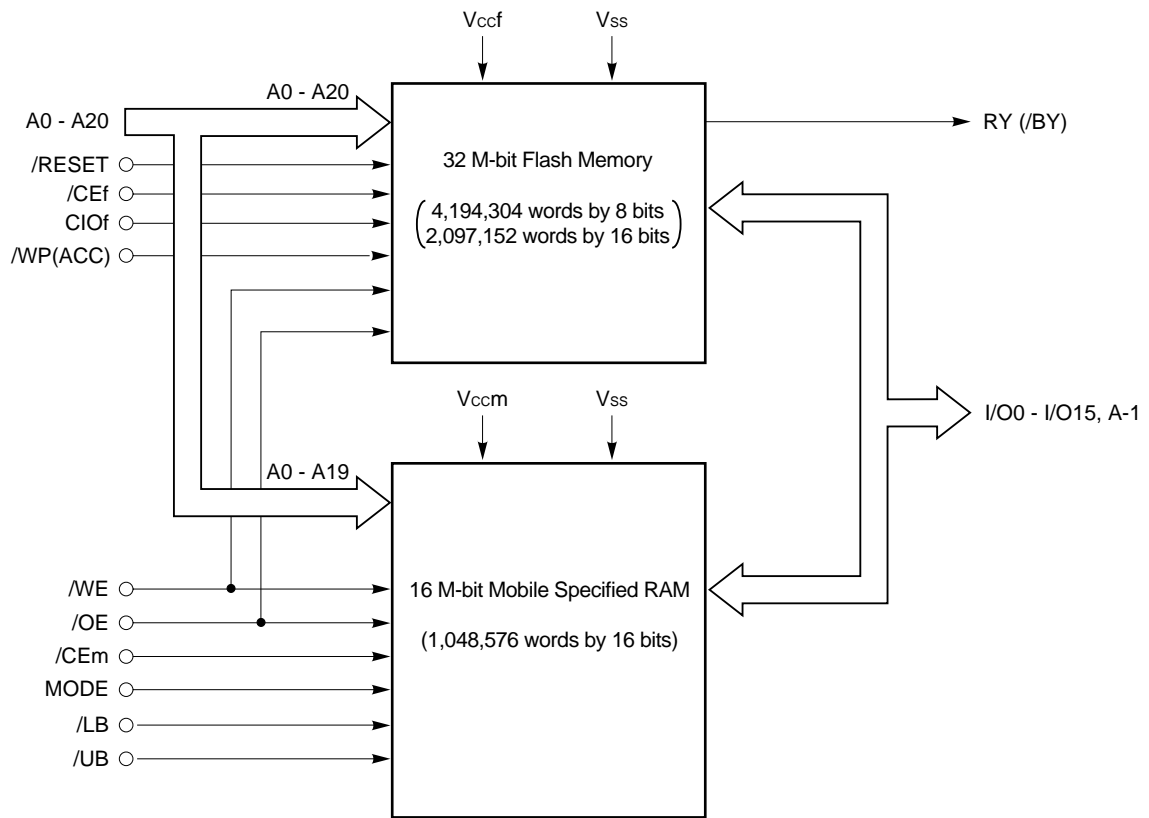 Vccf
Vss
A0 - A20
A0 - A20
RY (/BY)
/RESET
32 M-bit Flash Memory
/CEf
CIOf
4,194,304 words by 8 bits
2,097,152 words by 16 bits
/WP(ACC)
Vccm
Vss
I/O0 - I/O15, A-1
A0 - A19
/WE
16 M-bit Mobile Specified RAM
/OE
(1,048,576 words by 16 bits)
/CEm
MODE
/LB
/UB